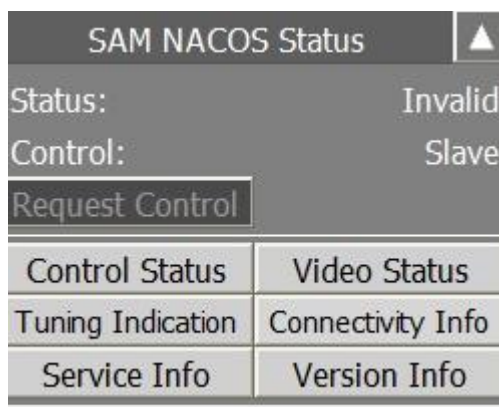 SAM NACOS Status
Status: Invalid
Control: Slave
Request Control
Control Status Video Status
Tuning Indication Connectivity Info
Service Info Version Info